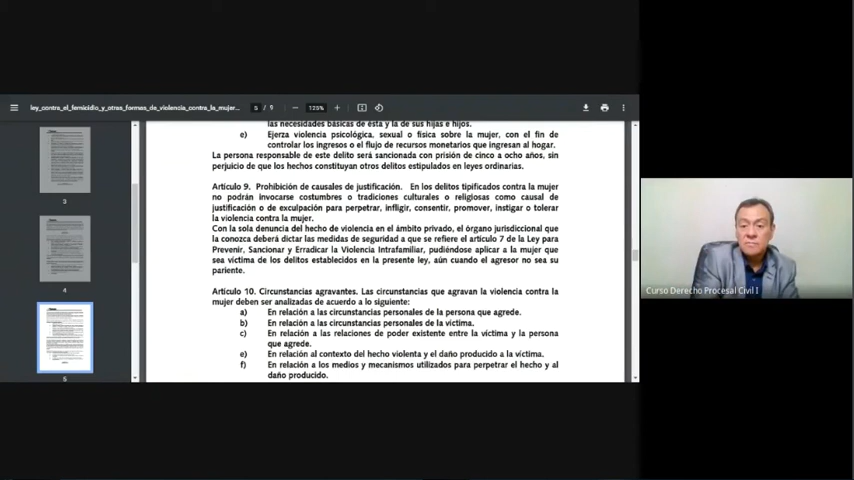 ley_contra_el_femicidio_y_otras_formas_de_violencia_contra_la_mujer...
5 / 9
125%
3
4
5
las necesidades básicas de ésta y la de sus hijas e hijos.
e) Ejerza violencia psicológica, sexual o física sobre la mujer, con el fin de
controlar los ingresos o el flujo de recursos monetarios que ingresan al hogar.
La persona responsable de este delito será sancionada con prisión de cinco a ocho años, sin
perjuicio de que los hechos constituyan otros delitos estipulados en leyes ordinarias.
Artículo 9. Prohibición de causales de justificación. En los delitos tipificados contra la mujer
no podrán invocarse costumbres o tradiciones culturales o religiosas como causal de
justificación o de exculpación para perpetrar, infligir, consentir, promover, instigar o tolerar
la violencia contra la mujer.
Con la sola denuncia del hecho de violencia en el ámbito privado, el órgano jurisdiccional que
la conozca deberá dictar las medidas de seguridad a que se refiere el artículo 7 de la Ley para
Prevenir, Sancionar y Erradicar la Violencia Intrafamiliar, pudiéndose aplicar a la mujer que
sea víctima de los delitos establecidos en la presente ley, aún cuando el agresor no sea su
pariente.
Artículo 10. Circunstancias agravantes. Las circunstancias que agravan la violencia contra la
mujer deben ser analizadas de acuerdo a lo siguiente:
a) En relación a las circunstancias personales de la persona que agrede.
b) En relación a las circunstancias personales de la víctima.
c) En relación a las relaciones de poder existente entre la víctima y la persona
que agrede.
e) En relación al contexto del hecho violenta y el daño producido a la víctima.
f) En relación a los medios y mecanismos utilizados para perpetrar el hecho y al
daño producido.
Curso Derecho Procesal Civil I